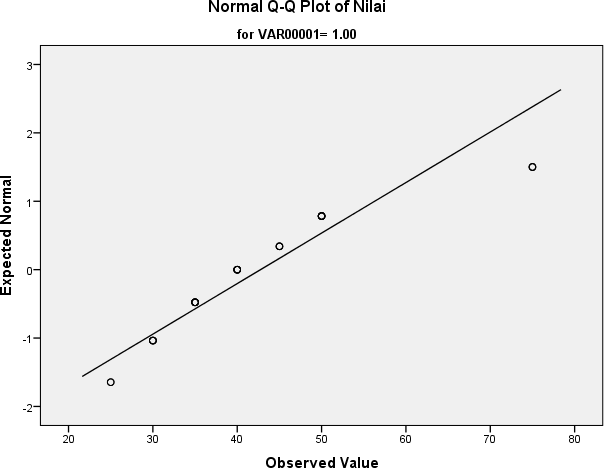 Normal Q-Q Plot of Nilai
for VAR00001= 1.00
Expected Normal
3
2
1
0
-1
-2
20 30 40 50 60 70 80
Observed Value